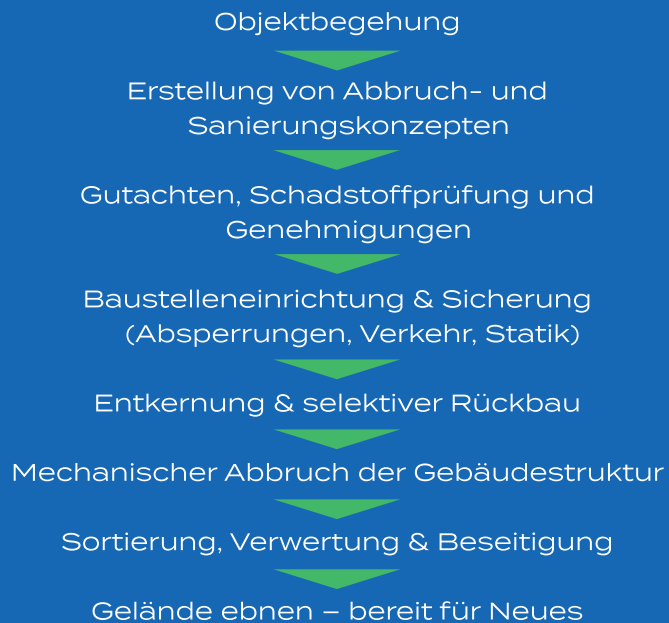 Objektbegehung
Erstellung von Abbruch- und
Sanierungskonzepten
Gutachten, Schadstoffprüfung und
Genehmigungen
Baustelleneinrichtung & Sicherung
(Absperrungen, Verkehr, Statik)
Entkernung & selektiver Rückbau
Mechanischer Abbruch der Gebäudestruktur
Sortierung, Verwertung & Beseitigung
Gelände ebnen – bereit für Neues